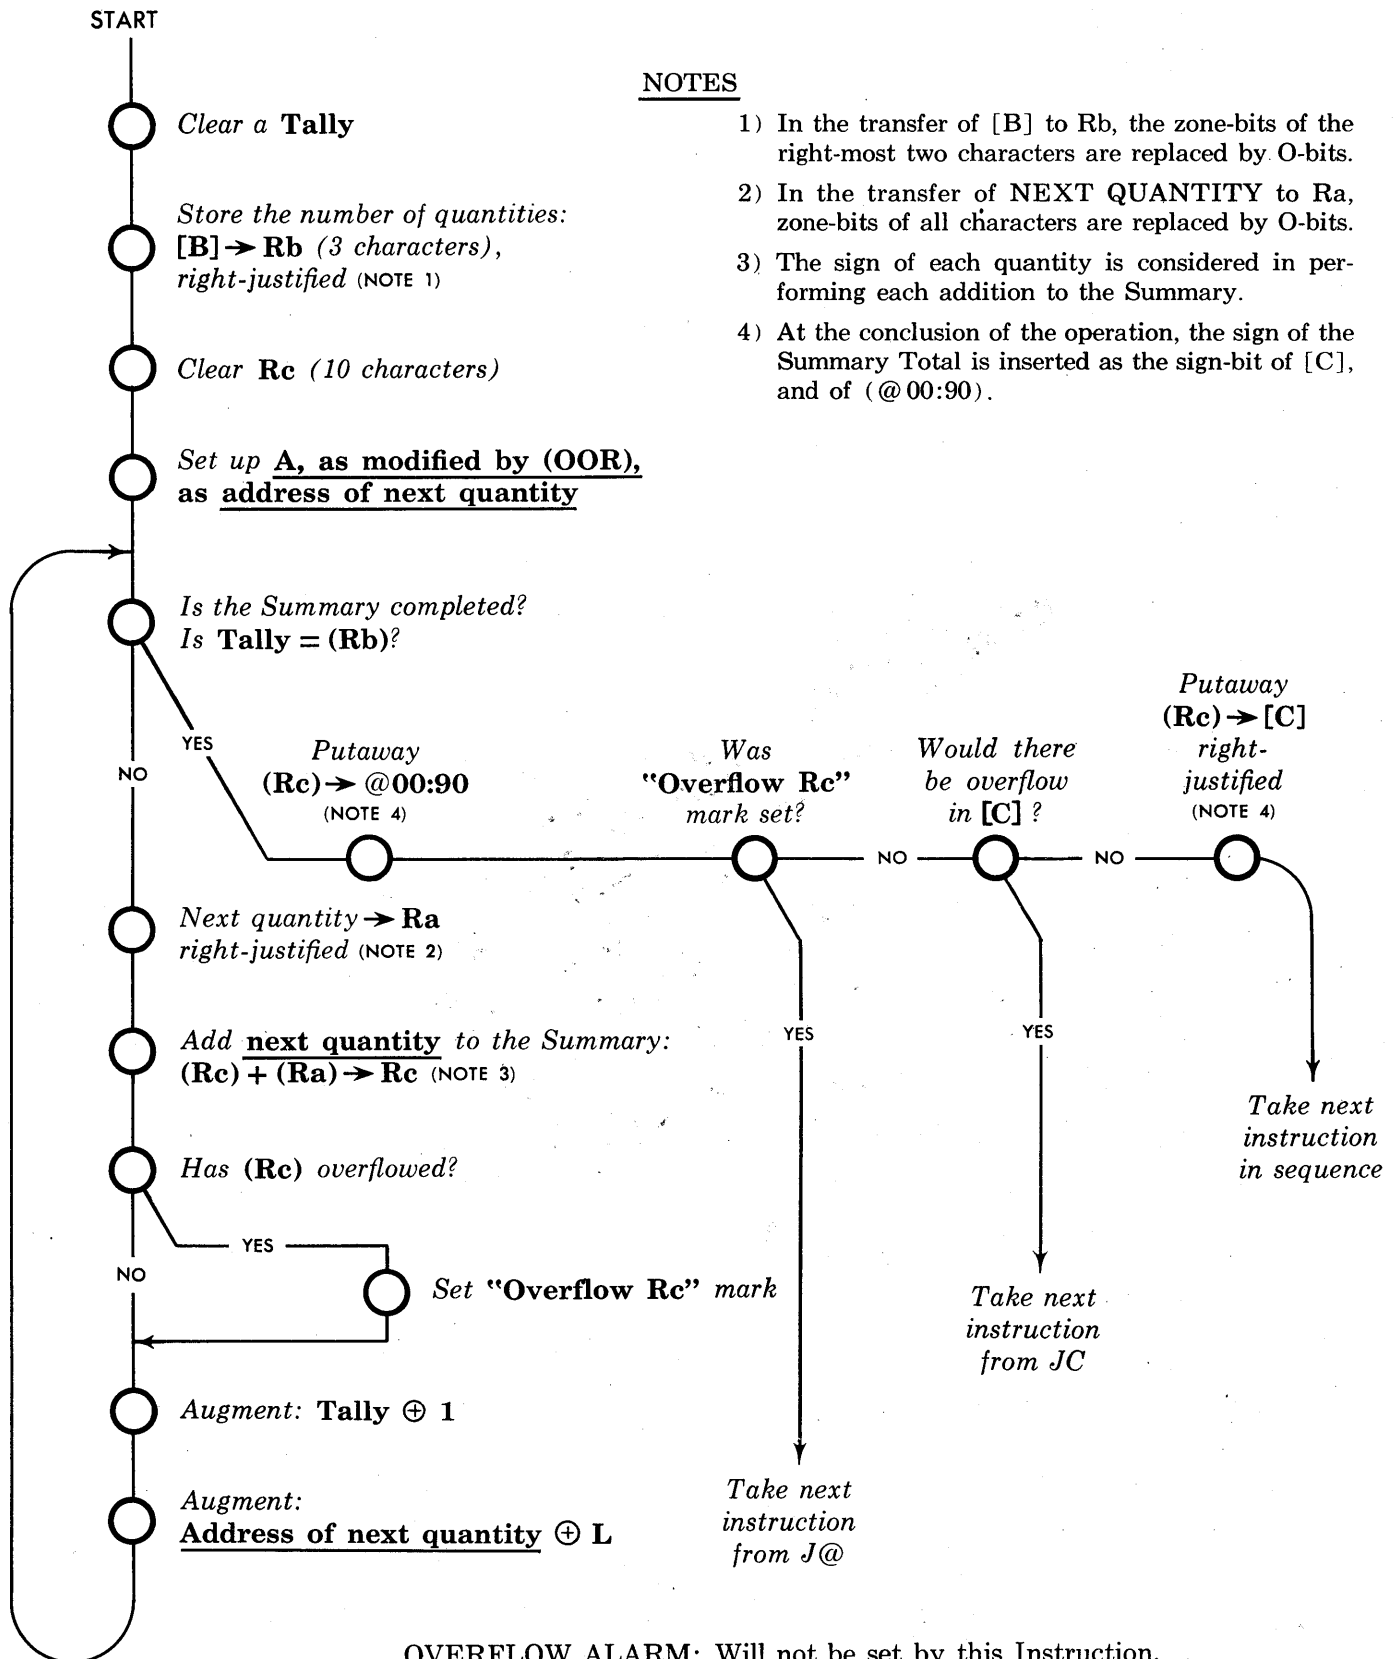 START
NOTES
1) In the transfer of [B] to Rb, the zone-bits of the
right-most two characters are replaced by O-bits.
2) In the transfer of NEXT QUANTITY to Ra,
zone-bits of all characters are replaced by O-bits.
3) The sign of each quantity is considered in per-
forming each addition to the Summary.
4) At the conclusion of the operation, the sign of the
Summary Total is inserted as the sign-bit of [C],
and of (@ 00:90).
Clear a Tally
Store the number of quantities:
[B] → Rb (3 characters),
right-justified (NOTE 1)
Clear Rc (10 characters)
Set up A, as modified by (OOR),
as address of next quantity
Is the Summary completed?
Is Tally = (Rb)?
YES
NO
Putaway
(Rc) → @00:90
(NOTE 4)
Was
"Overflow Rc"
mark set?
NO
Would there
be overflow
in [C] ?
NO
Putaway
(Rc) → [C]
right-
justified
(NOTE 4)
Next quantity → Ra
right-justified (NOTE 2)
Add next quantity to the Summary:
(Rc) + (Ra) → Rc (NOTE 3)
YES
YES
Take next
instruction
in sequence
Has (Rc) overflowed?
YES
NO
Set "Overflow Rc" mark
Take next
instruction
from JC
Augment: Tally ⊕ 1
Augment:
Address of next quantity ⊕ L
Take next
instruction
from J@
OVERFLOW ALARM: Will not be set by this Instruction.